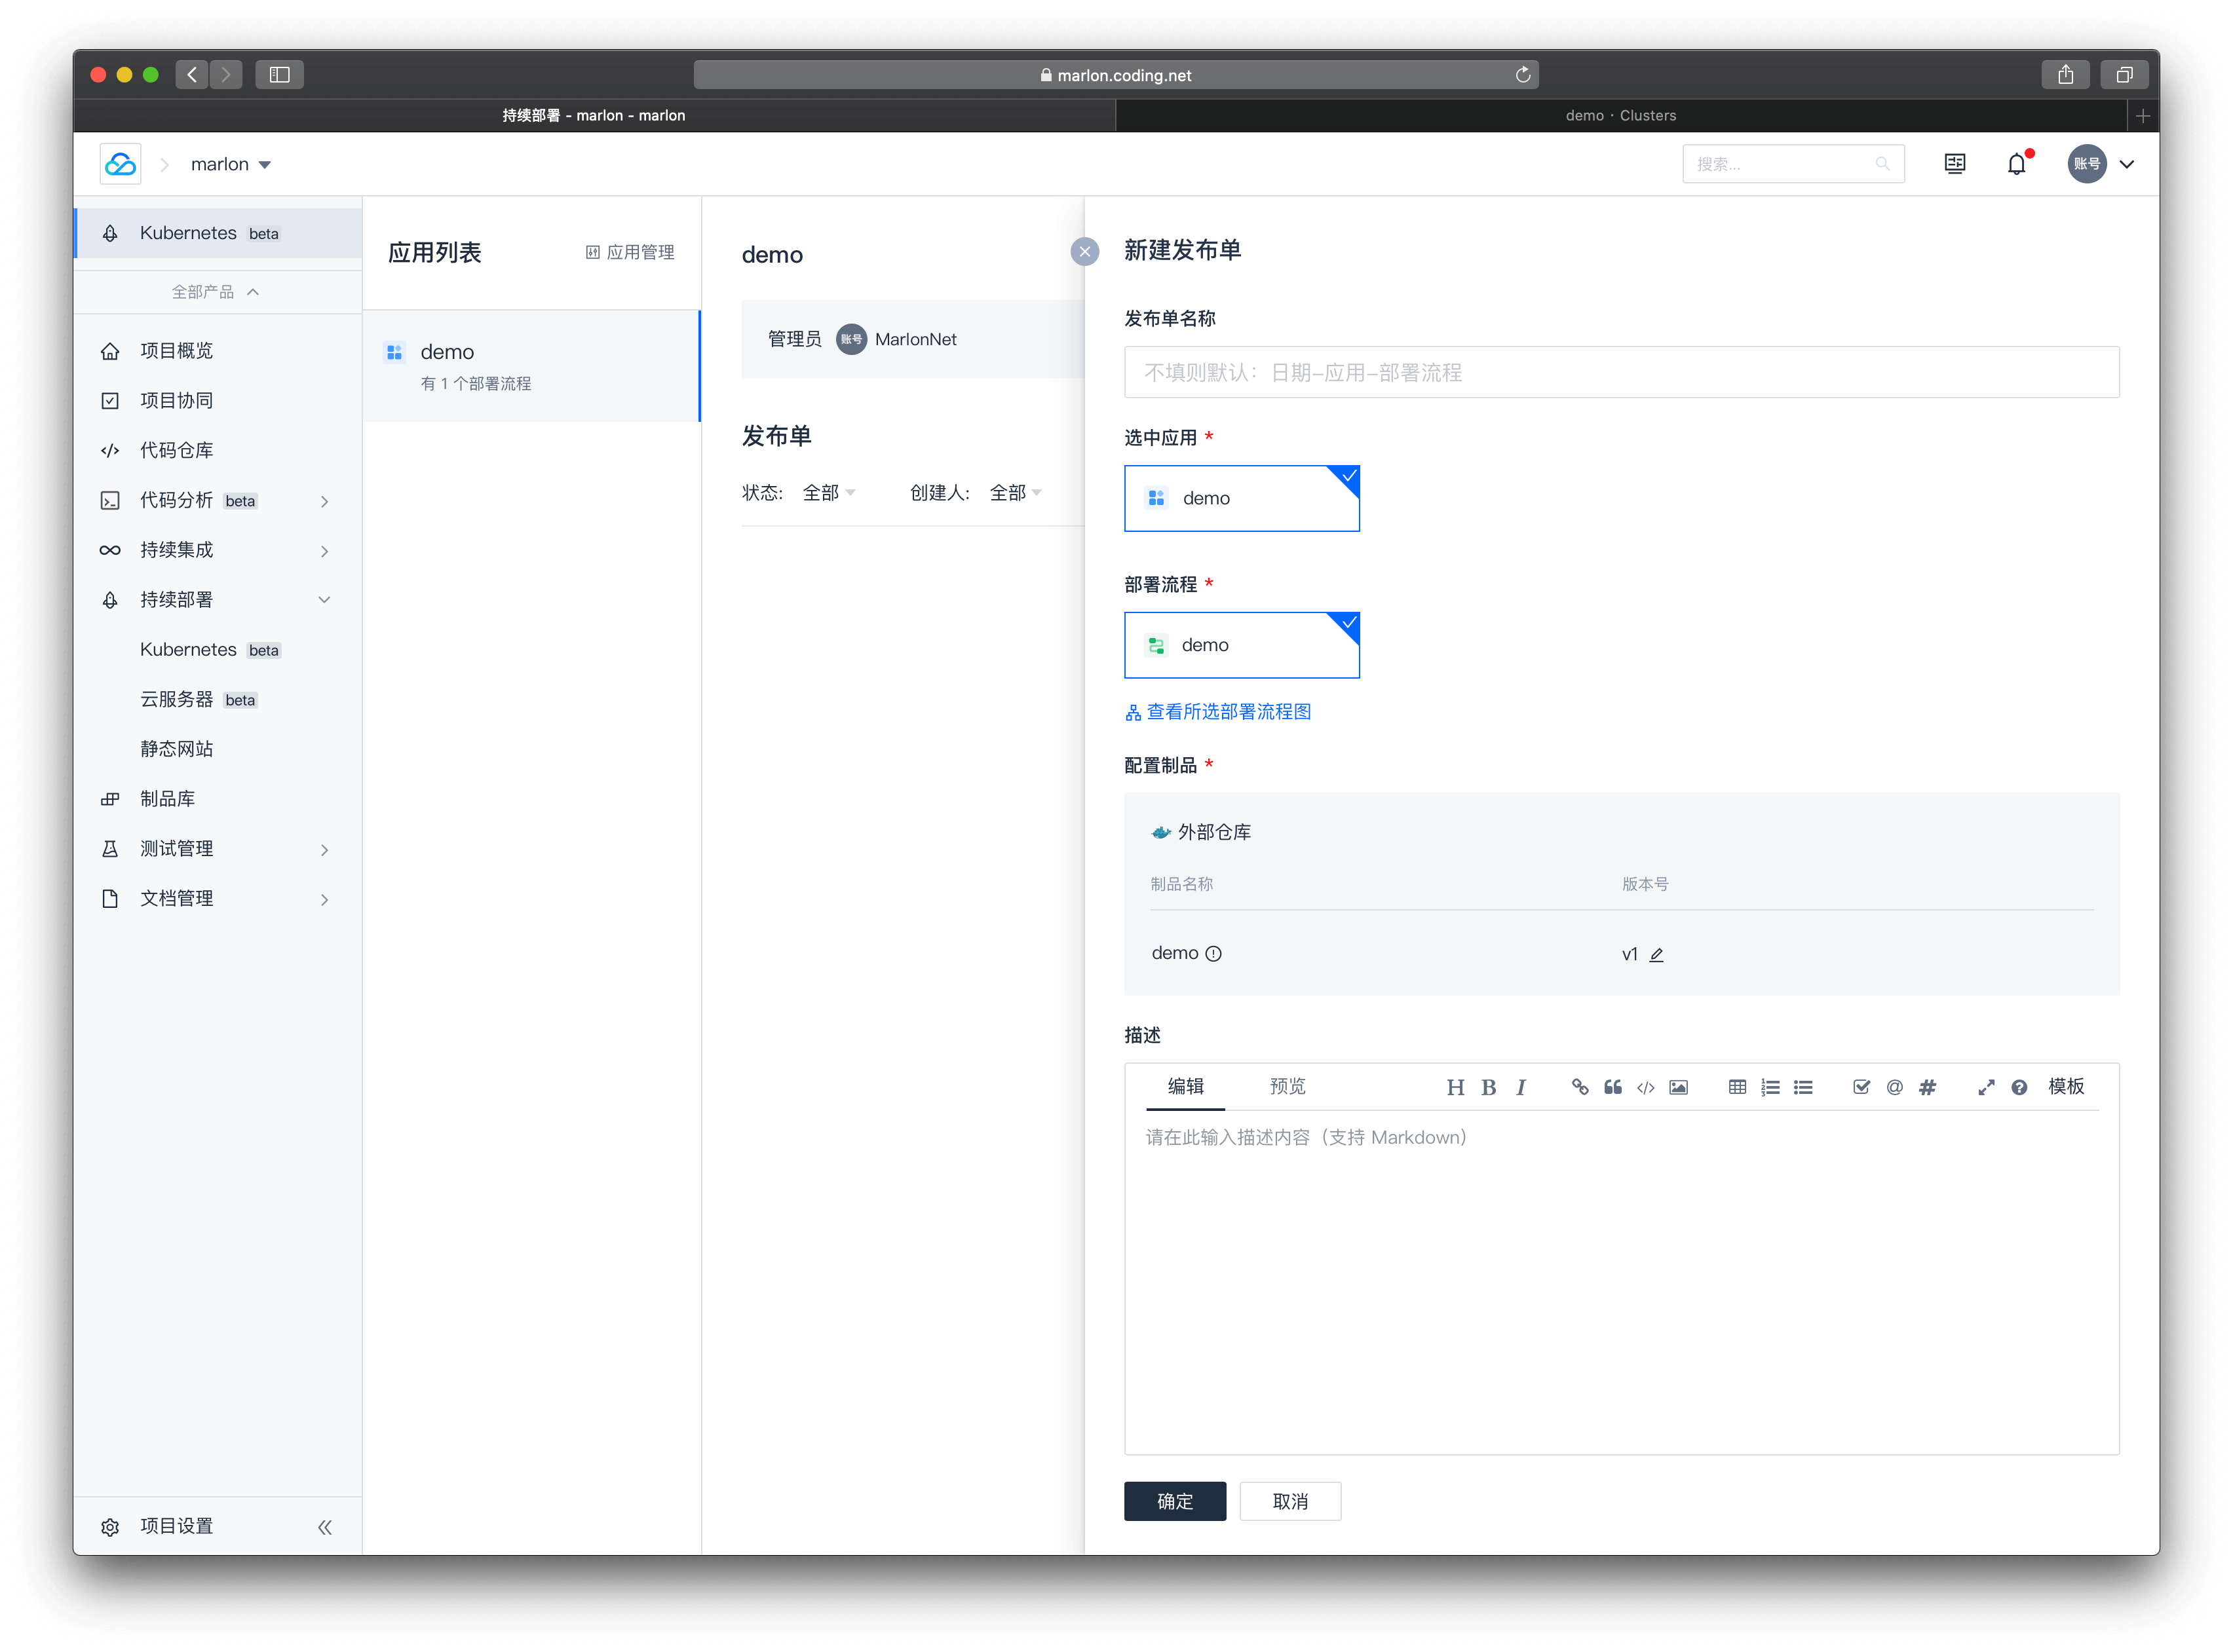 marlon.coding.net
持续部署 - marlon - marlon
demo · Clusters
marlon
搜索...
账号
Kubernetes beta
全部产品
项目概览
项目协同
代码仓库
代码分析 beta
持续集成
持续部署
Kubernetes beta
云服务器 beta
静态网站
制品库
测试管理
文档管理
项目设置
应用列表
应用管理
demo
有 1 个部署流程
demo
管理员 账号 MarlonNet
发布单
状态: 全部 创建人: 全部
新建发布单
发布单名称
不填则默认：日期-应用-部署流程
选中应用 *
demo
部署流程 *
demo
查看所选部署流程图
配置制品 *
外部仓库
制品名称 版本号
demo v1
描述
编辑 预览 H B I 模板
请在此输入描述内容（支持 Markdown）
确定 取消